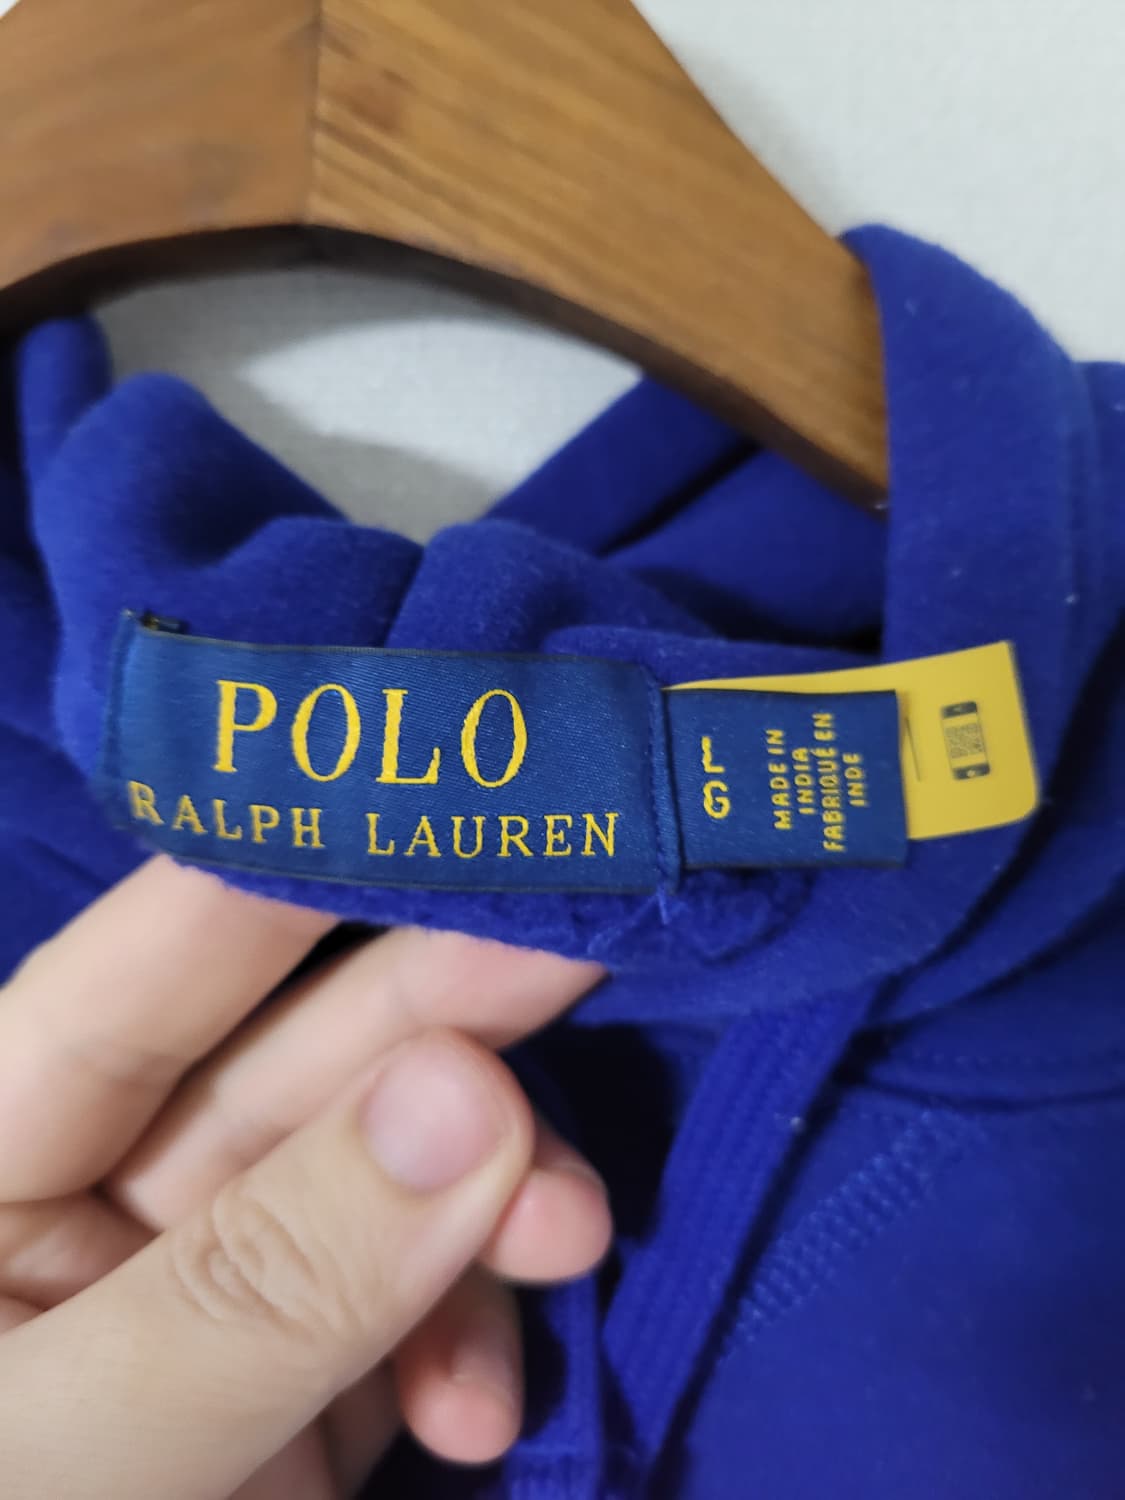 POLO
RALPH LAUREN
L
G
MADE IN
INDIA
FABRIQUÉ EN
INDE